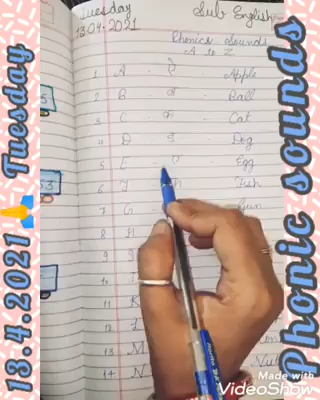 Tuesday Sub English
13.04.2021
Phonics Sounds
A to Z
1 A - ऐ Apple
2 B - ब - Ball
3 C - क - Cat
4 D - ड - Dog
5 E - ए - Egg
6 F Fish
7 G Gun
8 H
9
10
11 K
12 L
13 M
14 N
13.4.2021 Tuesday
Phonic sounds
53
Made with
VideoShow